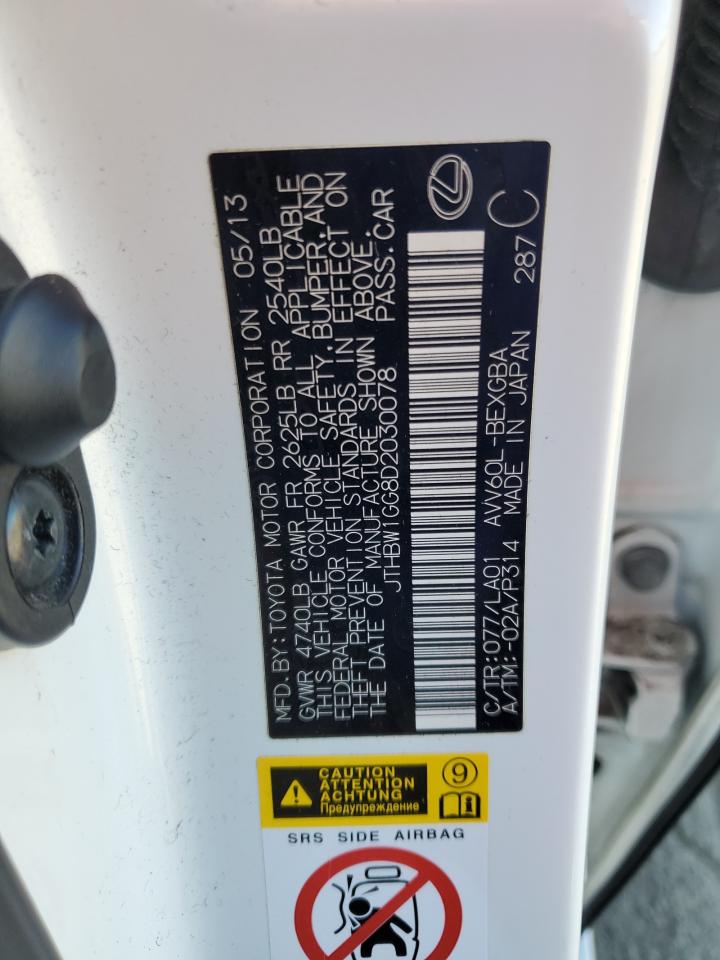 MFD.BY:TOYOTA MOTOR CORPORATION 05/13
GVWR 4740LB GAWR FR 2625LB RR 2540LB
THIS VEHICLE CONFORMS TO ALL APPLICABLE
FEDERAL MOTOR VEHICLE SAFETY,BUMPER,AND
THEFT PREVENTION STANDARDS IN EFFECT ON
THE DATE OF MANUFACTURE SHOWN ABOVE.
JTHBW1GG8D2030078 PASS.CAR
C/TR:077/LA01 AVV60L-BEXGBA 287 C
A/TM:-02A/P314 MADE IN JAPAN
CAUTION
ATTENTION
ACHTUNG
Предупреждение
9
SRS SIDE AIRBAG